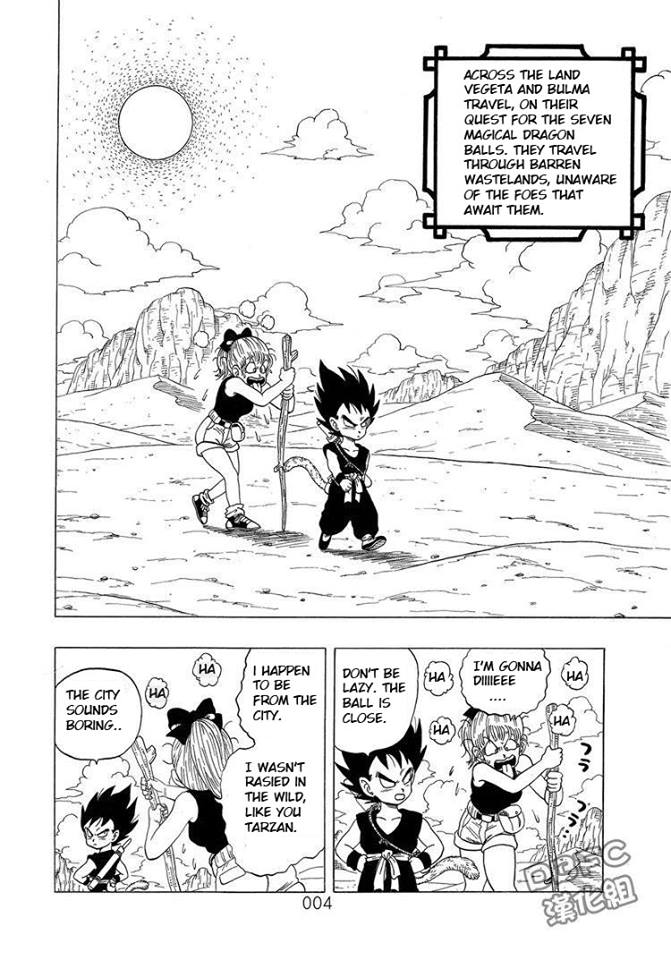 ACROSS THE LAND
VEGETA AND BULMA
TRAVEL, ON THEIR
QUEST FOR THE SEVEN
MAGICAL DRAGON
BALLS. THEY TRAVEL
THROUGH BARREN
WASTELANDS, UNAWARE
OF THE FOES THAT
AWAIT THEM.
HA
I'M GONNA
DIIIEEE
....
HA
HA
HA
DON'T BE
LAZY. THE
BALL IS
CLOSE.
I HAPPEN
TO BE
FROM THE
CITY.
I WASN'T
RASIED IN
THE WILD,
LIKE YOU
TARZAN.
HA
HA
THE CITY
SOUNDS
BORING..
004
漢化組